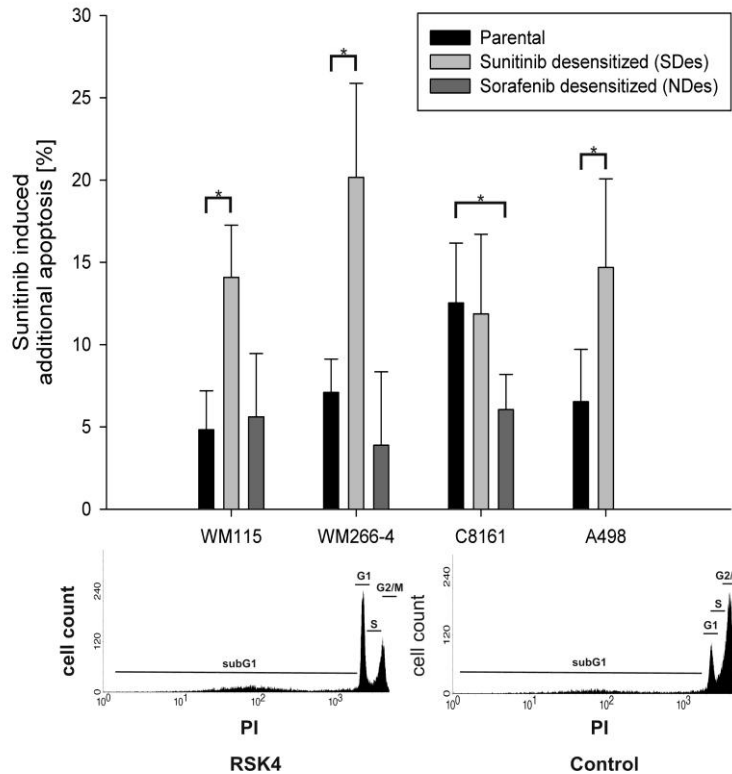 30
25
20
15
10
5
0
Sunitinib induced
additional apoptosis [%]
Parental
Sunitinib desensitized (SDes)
Sorafenib desensitized (NDes)
*
*
*
*
WM115 WM266-4 C8161 A498
cell count
240
120
0
subG1
G1
S
G2/M
10⁰ 10¹ 10² 10³
PI
RSK4
cell count
240
120
0
subG1
G1
S
G2/
10⁰ 10¹ 10² 10³
PI
Control